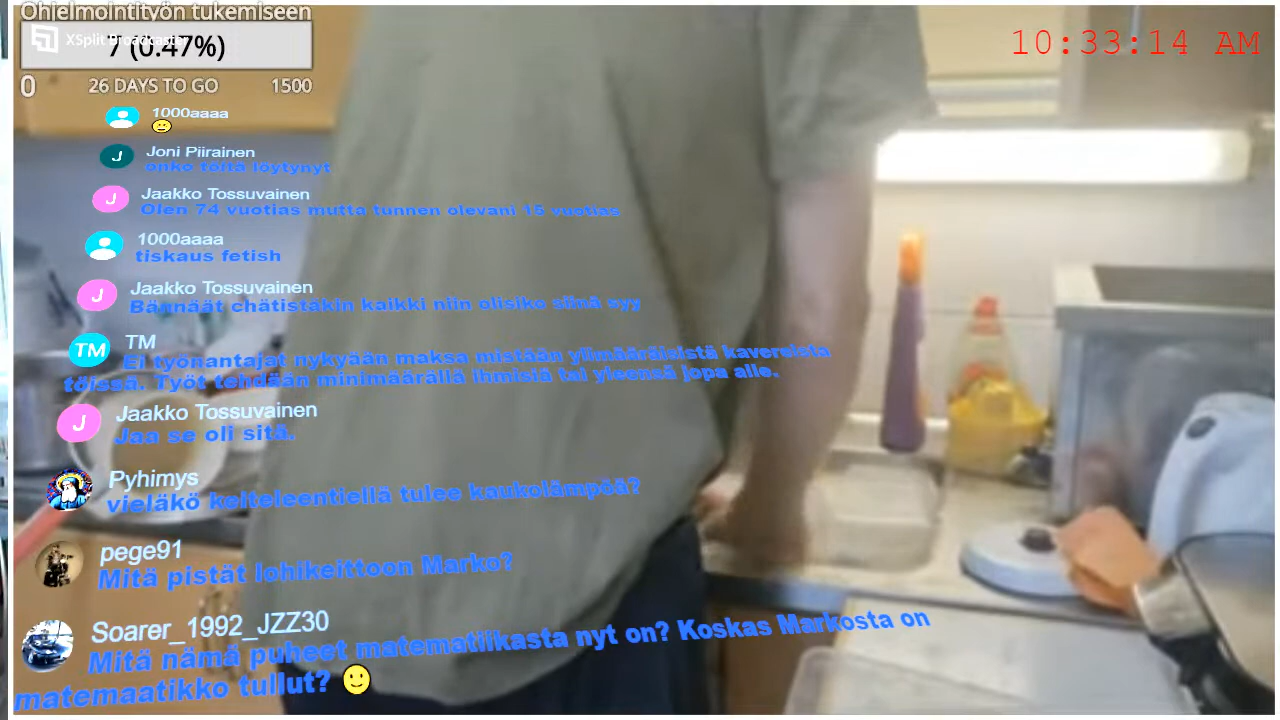 Ohjelmointityön tukemiseen
XSplit Broadcaster
7 (0.47%)
0 26 DAYS TO GO 1500
10:33:14 AM
1000aaaa
🙂
J Joni Piirainen
onko töitä löytynyt
J Jaakko Tossuvainen
Olen 74 vuotias mutta tunnen olevani 15 vuotias
1000aaaa
tiskaus fetish
J Jaakko Tossuvainen
Bännäät chätistäkin kaikki niin olisiko siinä syy
TM TM
Ei työnantajat nykyään maksa mistään ylimääräisistä kavereista
töissä. Työt tehdään minimäärällä ihmisiä tai yleensä jopa alle.
J Jaakko Tossuvainen
Jaa se oli sitä.
Pyhimys
vieläkö keiteleentiellä tulee kaukolämpöä?
pege91
Mitä pistät lohikeittoon Marko?
Soarer_1992_JZZ30
Mitä nämä puheet matematiikasta nyt on? Koskas Markosta on
matemaatikko tullut? 🙂